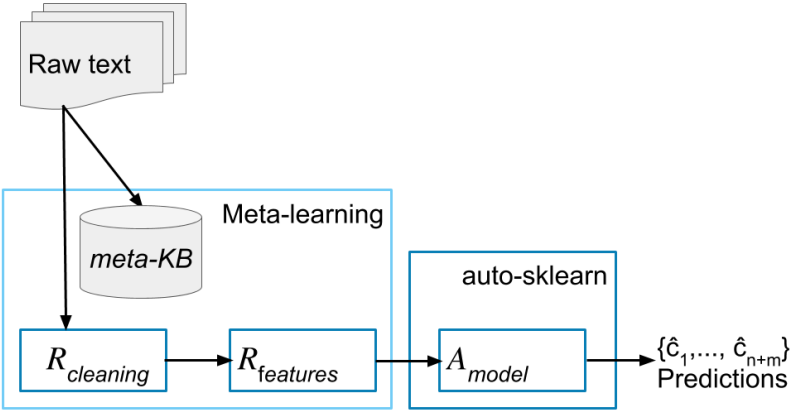 Raw text
Meta-learning
meta-KB
auto-sklearn
R_cleaning
R_features
A_model
{ĉ_1,..., ĉ_n+m}
Predictions